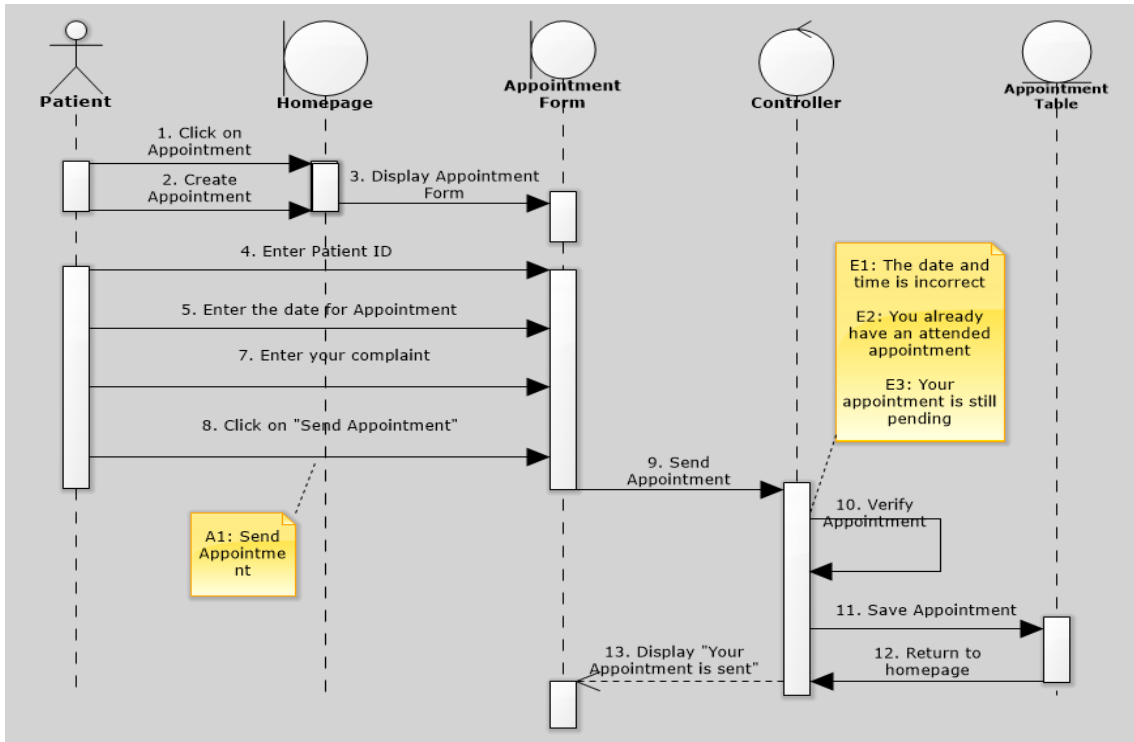 Patient
Homepage
Appointment
Form
Controller
Appointment
Table
1. Click on
Appointment
2. Create
Appointment
3. Display Appointment
Form
4. Enter Patient ID
5. Enter the date for Appointment
7. Enter your complaint
8. Click on "Send Appointment"
A1: Send
Appointme
nt
9. Send
Appointment
E1: The date and
time is incorrect
E2: You already
have an attended
appointment
E3: Your
appointment is still
pending
10. Verify
Appointment
11. Save Appointment
12. Return to
homepage
13. Display "Your
Appointment is sent"